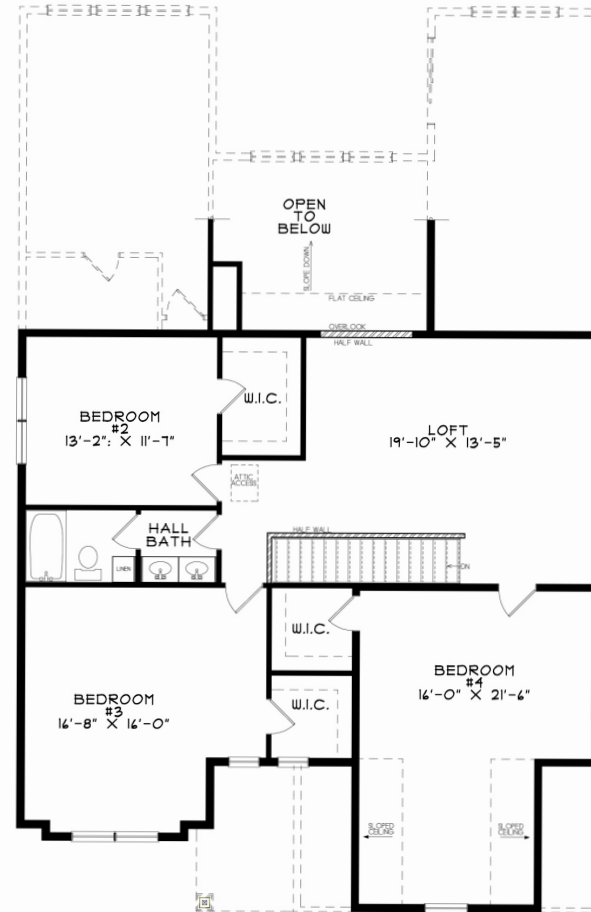 OPEN
TO
BELOW
SLOPE DOWN
FLAT CEILING
OVERLOOK
HALF WALL
W.I.C.
BEDROOM
#2
13'-2": X 11'-7"
LOFT
19'-10" X 13'-5"
ATTIC
ACCESS
HALL
BATH
HALF WALL
LINEN
DN
W.I.C.
BEDROOM
#4
16'-0" X 21'-6"
BEDROOM
#3
16'-8" X 16'-0"
W.I.C.
SLOPED
CEILING
SLOPED
CEILING